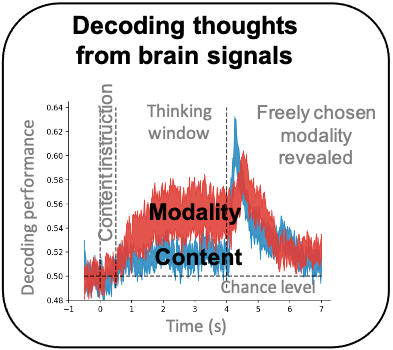 Decoding thoughts
from brain signals
Decoding performance
0.64
0.62
0.60
0.58
0.56
0.54
0.52
0.50
0.48
Content instruction
Thinking
window
Freely chosen
modality
revealed
Modality
Content
Chance level
−1
0
1
2
3
4
5
6
7
Time (s)